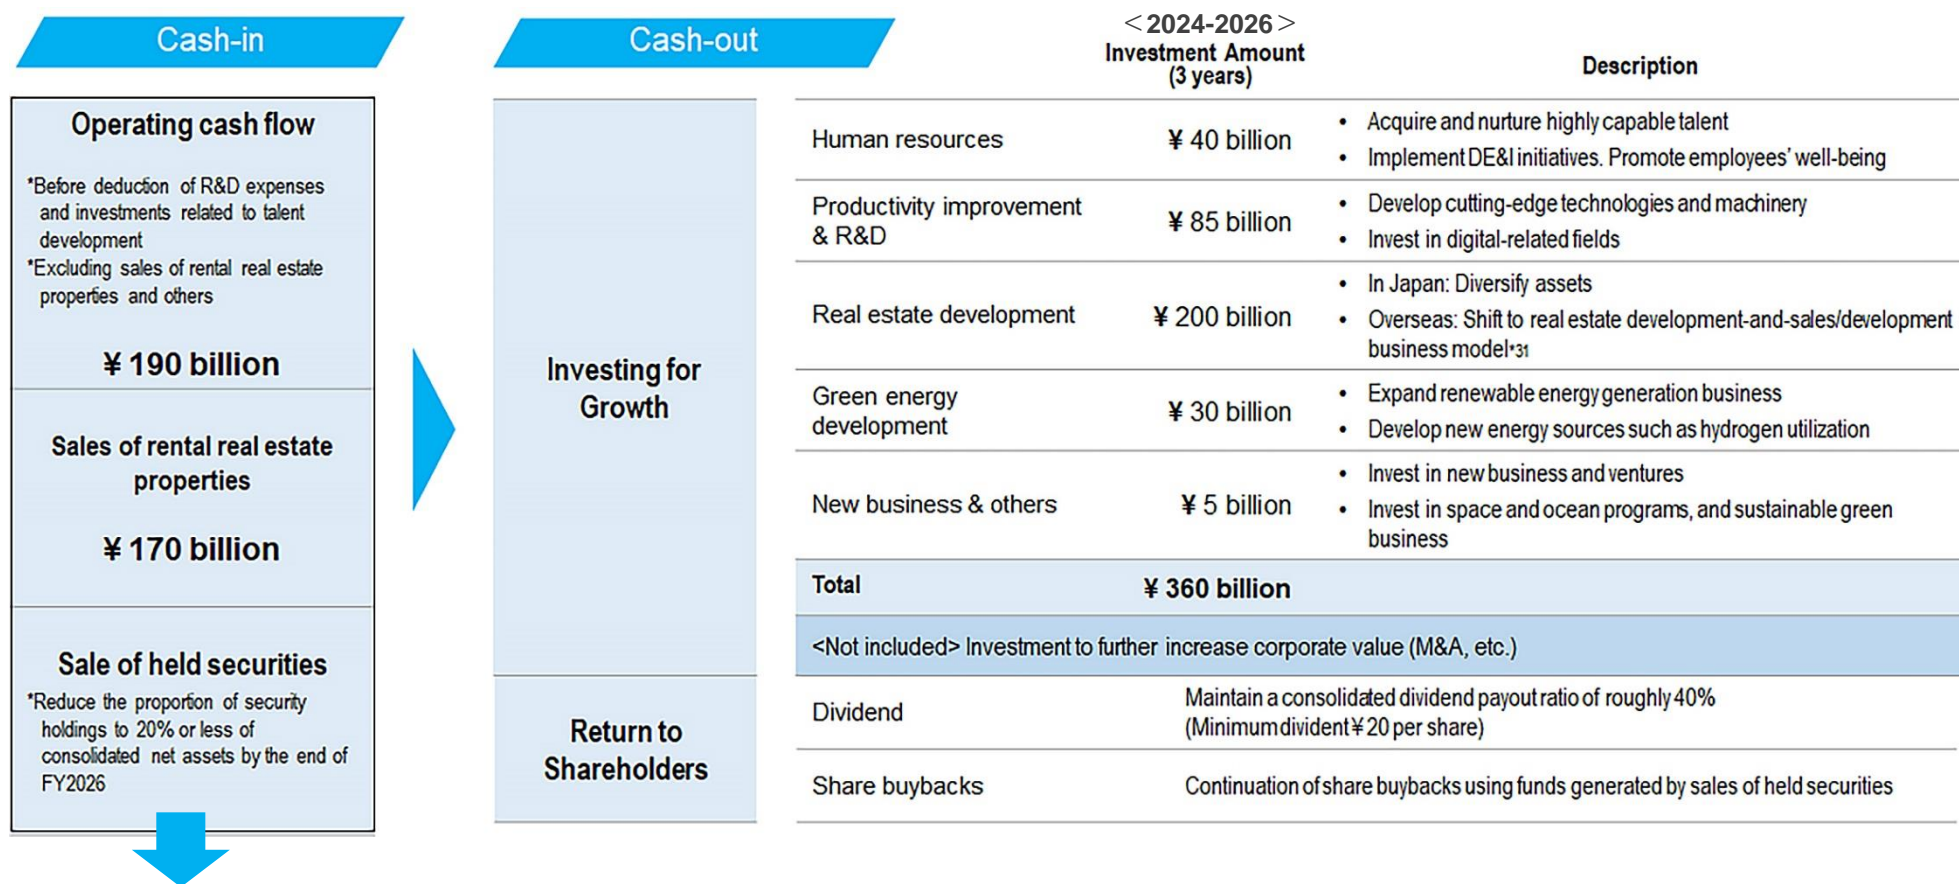 Cash-in
Operating cash flow
*Before deduction of R&D expenses
and investments related to talent
development
*Excluding sales of rental real estate
properties and others
¥ 190 billion
Sales of rental real estate
properties
¥ 170 billion
Sale of held securities
*Reduce the proportion of security
holdings to 20% or less of
consolidated net assets by the end of
FY2026
Cash-out
＜2024-2026＞
Investment Amount
(3 years)
Description
Investing for
Growth
Human resources
¥ 40 billion
• Acquire and nurture highly capable talent
• Implement DE&I initiatives. Promote employees' well-being
Productivity improvement
& R&D
¥ 85 billion
• Develop cutting-edge technologies and machinery
• Invest in digital-related fields
Real estate development
¥ 200 billion
• In Japan: Diversify assets
• Overseas: Shift to real estate development-and-sales/development
business model*31
Green energy
development
¥ 30 billion
• Expand renewable energy generation business
• Develop new energy sources such as hydrogen utilization
New business & others
¥ 5 billion
• Invest in new business and ventures
• Invest in space and ocean programs, and sustainable green
business
Total
¥ 360 billion
<Not included> Investment to further increase corporate value (M&A, etc.)
Return to
Shareholders
Dividend
Maintain a consolidated dividend payout ratio of roughly 40%
(Minimum divident ¥ 20 per share)
Share buybacks
Continuation of share buybacks using funds generated by sales of held securities